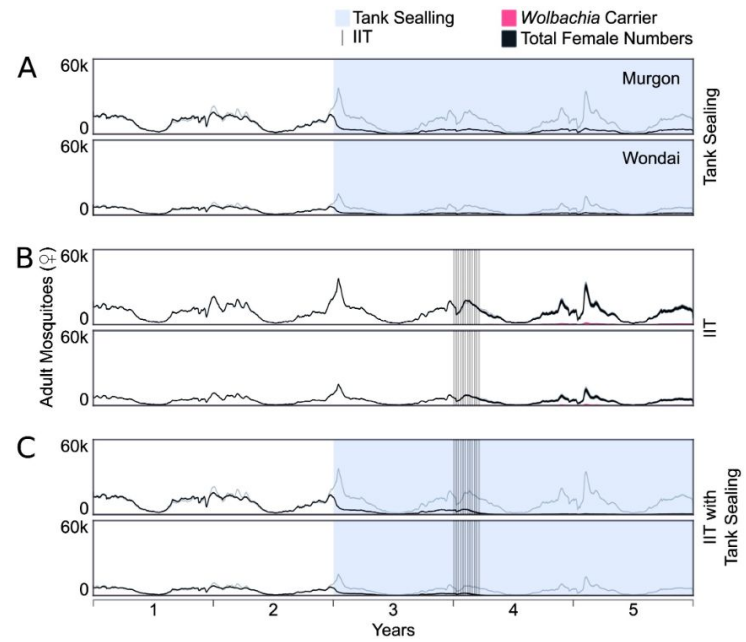 Tank Sealling
Wolbachia Carrier
IIT
Total Female Numbers
A
60k
Murgon
0
60k
Wondai
0
Tank Sealing
B
60k
0
60k
0
IIT
Adult Mosquitoes (♀)
C
60k
0
60k
0
IIT with
Tank Sealing
1 2 3 4 5
Years